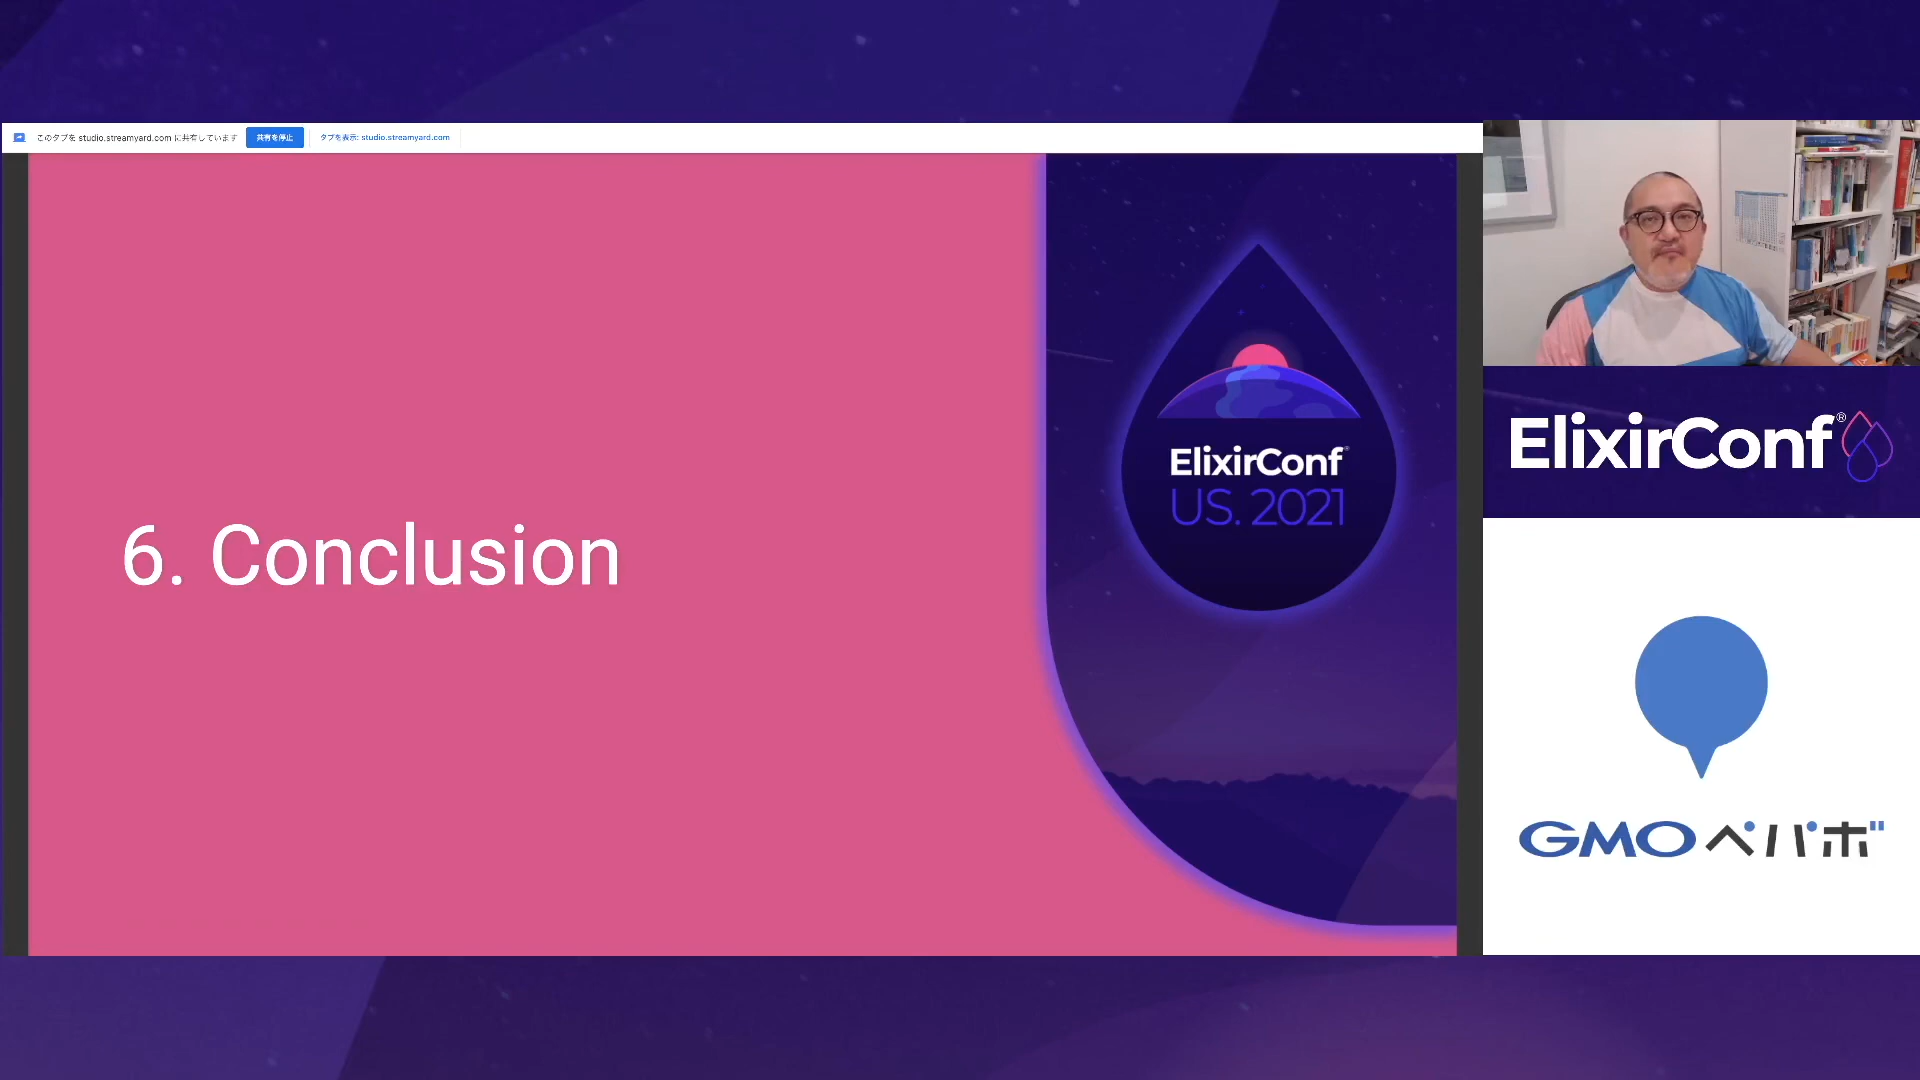 このタブを studio.streamyard.com に共有しています
共有を停止
タブを表示: studio.streamyard.com
6. Conclusion
ElixirConf
US. 2021
ElixirConf®
GMOペパボ